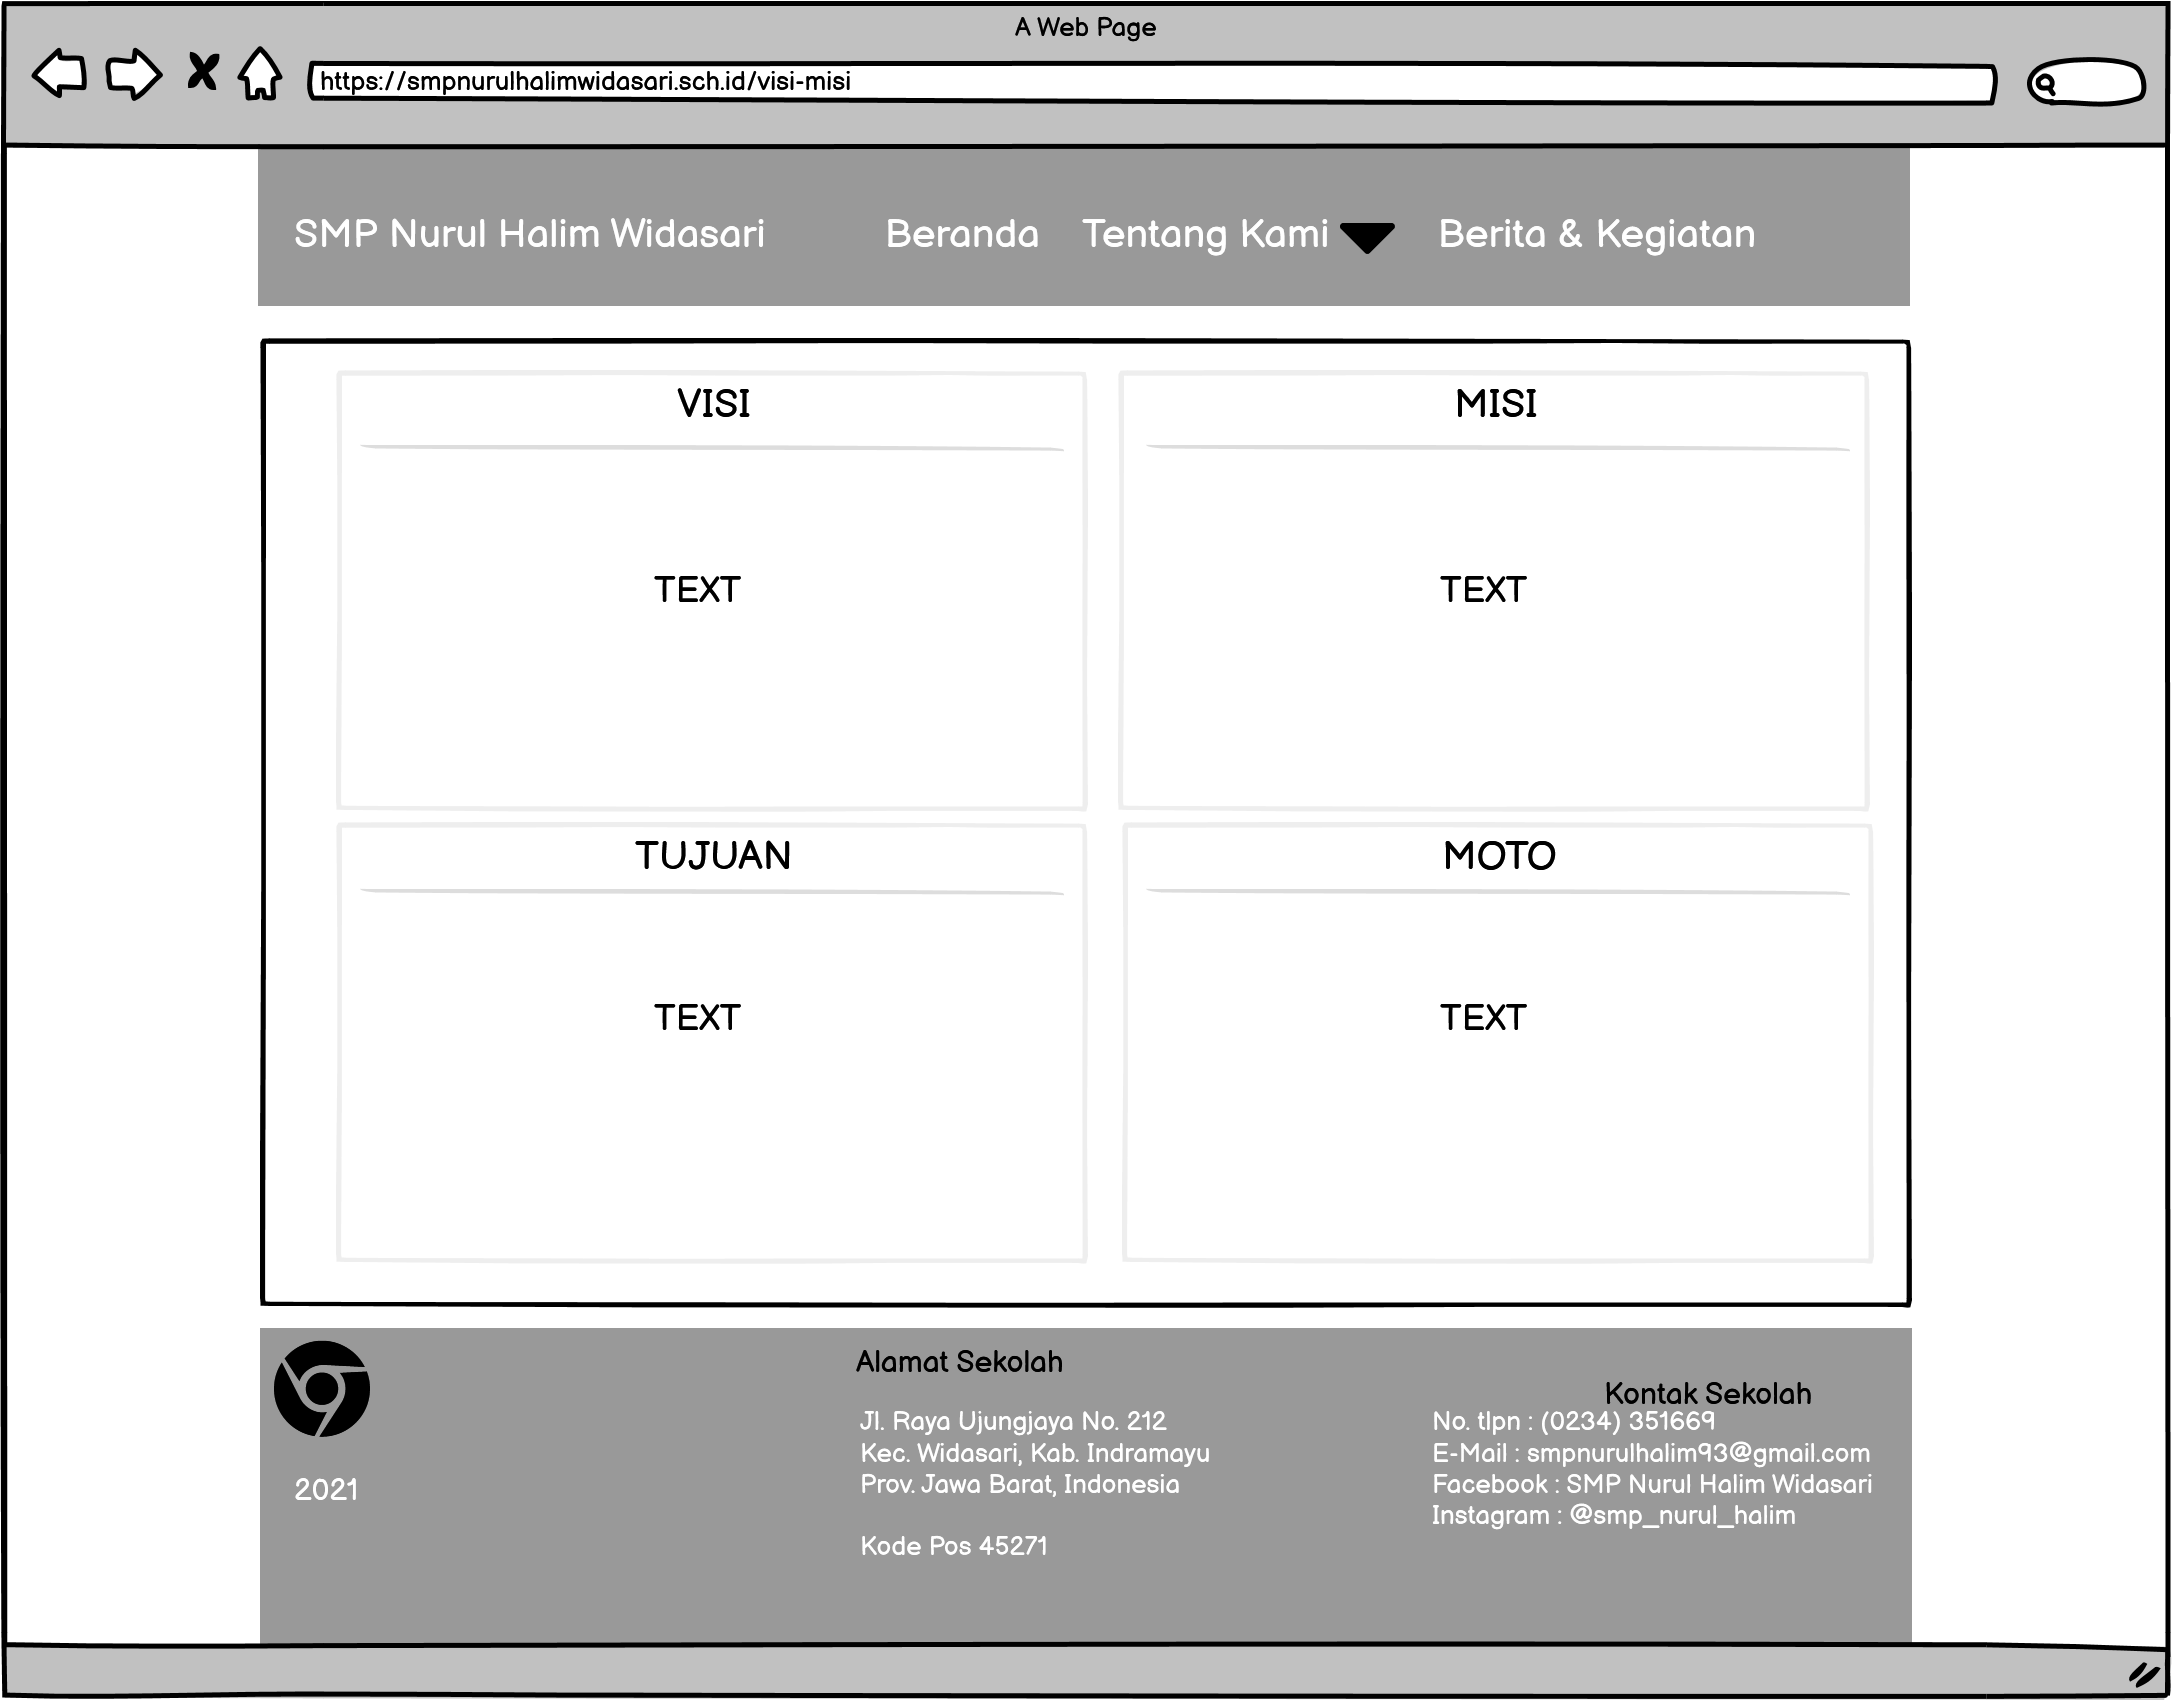 A Web Page
https://smpnurulhalimwidasari.sch.id/visi-misi
SMP Nurul Halim Widasari
Beranda
Tentang Kami
Berita & Kegiatan
VISI
TEXT
MISI
TEXT
TUJUAN
TEXT
MOTO
TEXT
2021
Alamat Sekolah
Jl. Raya Ujungjaya No. 212
Kec. Widasari, Kab. Indramayu
Prov. Jawa Barat, Indonesia
Kode Pos 45271
Kontak Sekolah
No. tlpn : (0234) 351669
E-Mail : smpnurulhalim93@gmail.com
Facebook : SMP Nurul Halim Widasari
Instagram : @smp_nurul_halim